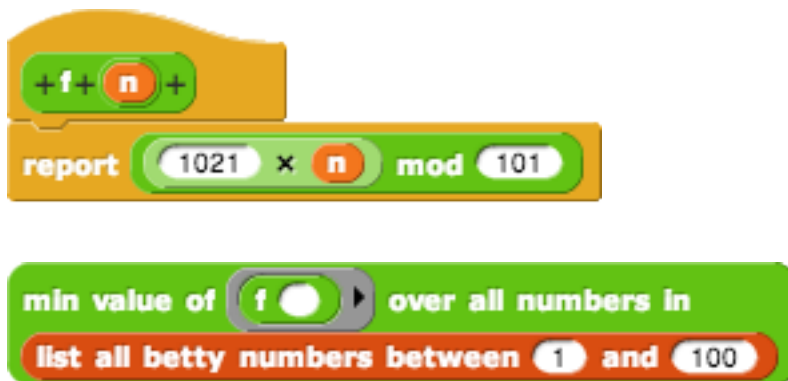 +f+ n +
report 1021 × n mod 101
min value of f over all numbers in
list all betty numbers between 1 and 100